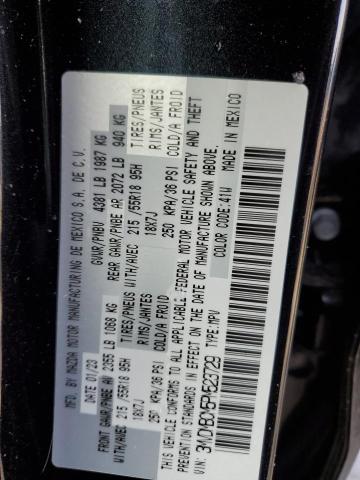 MFD. BY MAZDA MOTOR MANUFACTURING DE MEXICO S.A. DE C.V.
DATE 01/23 GVWR/PNBV 4381 LB 1987 KG
FRONT GAWR/PNBE AV 2355 LB 1068 KG REAR GAWR/PNBE AR 2072 LB 940 KG
WITH/AVEC 215/55R18 95H TIRES/PNEUS WITH/AVEC 215/55R18 95H TIRES/PNEUS
18X7J RIMS/JANTES 18X7J RIMS/JANTES
250 KPA/36 PSI COLD/A FROID 250 KPA/36 PSI COLD/A FROID
THIS VEHICLE CONFORMS TO ALL APPLICABLE FEDERAL MOTOR VEHICLE SAFETY AND THEFT
PREVENTION STANDARDS IN EFFECT ON THE DATE OF MANUFACTURE SHOWN ABOVE.
VIN: TYPE:MPV COLOR CODE:41W MADE IN MEXICO